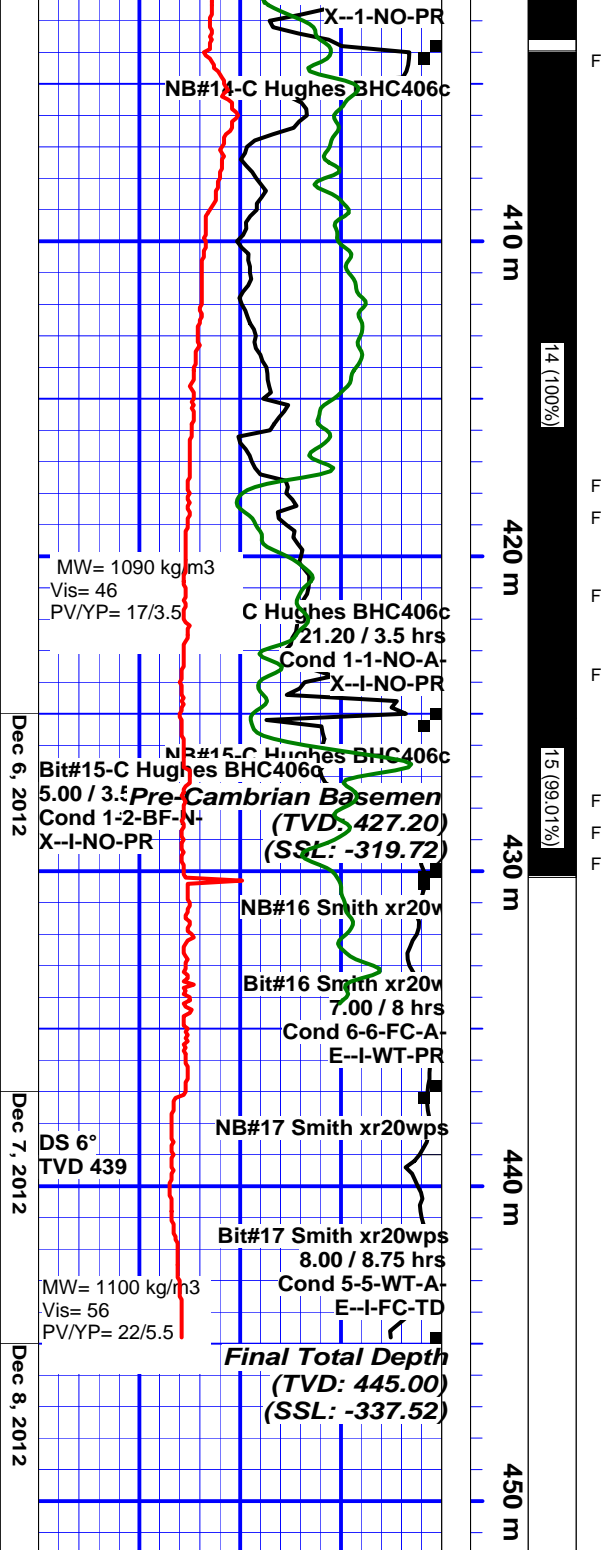 X--1-NO-PR
F
NB#14-C Hughes BHC406c
410 m
14 (100%)
F
F
420 m
MW= 1090 kg/m3
Vis= 46
PV/YP= 17/3.5
F
C Hughes BHC406c
21.20 / 3.5 hrs
Cond 1-1-NO-A-
X--I-NO-PR
F
Dec 6, 2012
NB#15-C Hughes BHC406c
15 (99.01%)
Bit#15-C Hughes BHC406c
5.00 / 3.5
Cond 1-2-BF-N-
X--I-NO-PR
Pre-Cambrian Basemen
(TVD: 427.20)
(SSL: -319.72)
F
F
F
430 m
NB#16 Smith xr20w
Bit#16 Smith xr20w
7.00 / 8 hrs
Cond 6-6-FC-A-
E--I-WT-PR
Dec 7, 2012
NB#17 Smith xr20wps
DS 6°
TVD 439
440 m
Bit#17 Smith xr20wps
8.00 / 8.75 hrs
Cond 5-5-WT-A-
E--I-FC-TD
MW= 1100 kg/m3
Vis= 56
PV/YP= 22/5.5
Dec 8, 2012
Final Total Depth
(TVD: 445.00)
(SSL: -337.52)
450 m